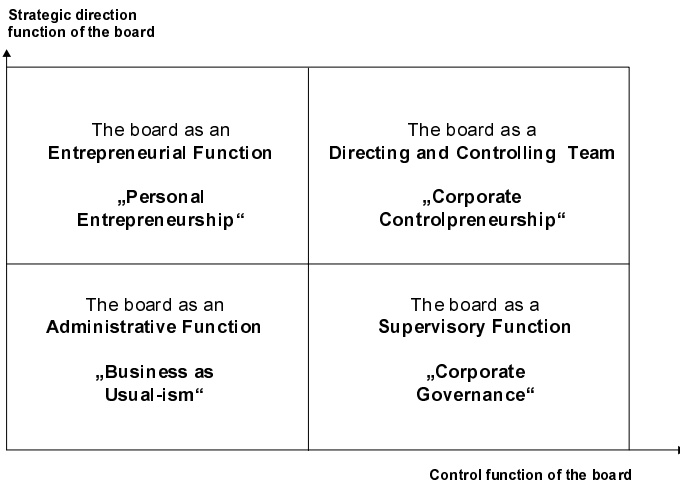 Strategic direction
function of the board
The board as an
Entrepreneurial Function
„Personal
Entrepreneurship“
The board as a
Directing and Controlling Team
„Corporate
Controlpreneurship“
The board as an
Administrative Function
„Business as
Usual-ism“
The board as a
Supervisory Function
„Corporate
Governance“
Control function of the board